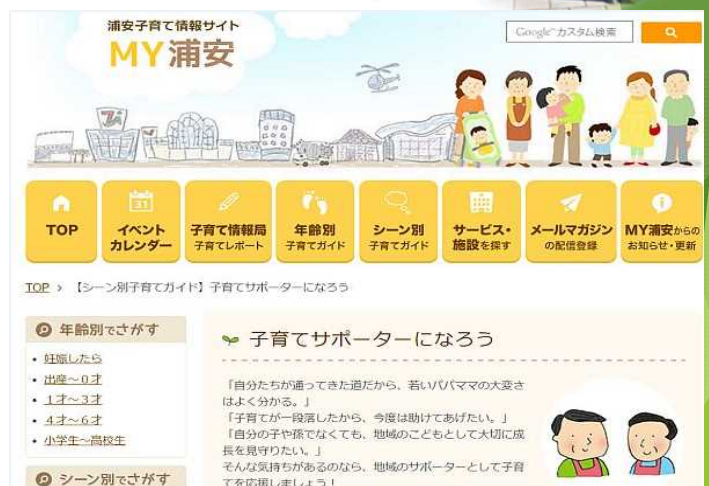 浦安子育て情報サイト
MY浦安
Google カスタム検索
TOP
イベント
カレンダー
子育て情報局
子育てレポート
年齢別
子育てガイド
シーン別
子育てガイド
サービス・
施設を探す
メールマガジン
の配信登録
MY浦安からの
お知らせ・更新
TOP > 【シーン別子育てガイド】子育てサポーターになろう
年齢別でさがす
・妊娠したら
・出産～0才
・1才～3才
・4才～6才
・小学生～高校生
シーン別でさがす
子育てサポーターになろう
「自分たちが通ってきた道だから、若いパパママの大変さ
はよく分かる。」
「子育てが一段落したから、今度は助けてあげたい。」
「自分の子や孫でなくても、地域のこどもとして大切に成
長を見守りたい。」
そんな気持ちがあるのなら、地域のサポーターとして子育
てを応援しましょう！